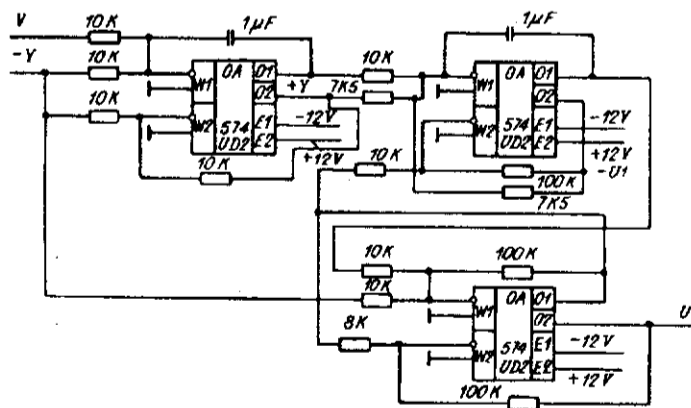 V 10K 1μF
-Y 10K
10K
W1 OA O1
O2
W2 574 E1
UD2 E2
+Y 7K5
-12V
+12V
10K
10K
1μF
W1 OA O1
O2
W2 574 E1
UD2 E2
-12V
+12V
-U1
10K
100K
7K5
10K 100K
10K
W1 OA O1
O2
W2 574 E1
UD2 E2
U
-12V
+12V
8K
100K